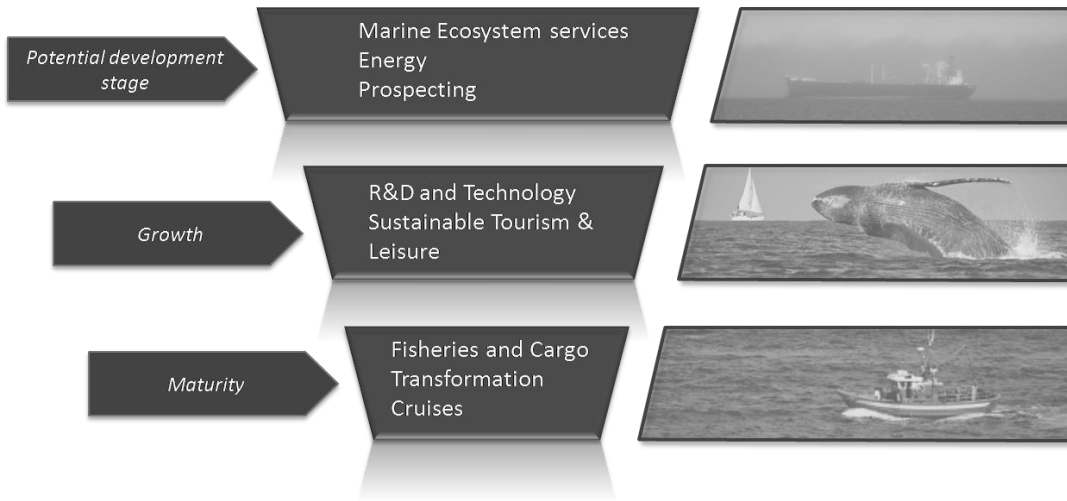 Potential development
stage
Marine Ecosystem services
Energy
Prospecting
Growth
R&D and Technology
Sustainable Tourism &
Leisure
Maturity
Fisheries and Cargo
Transformation
Cruises